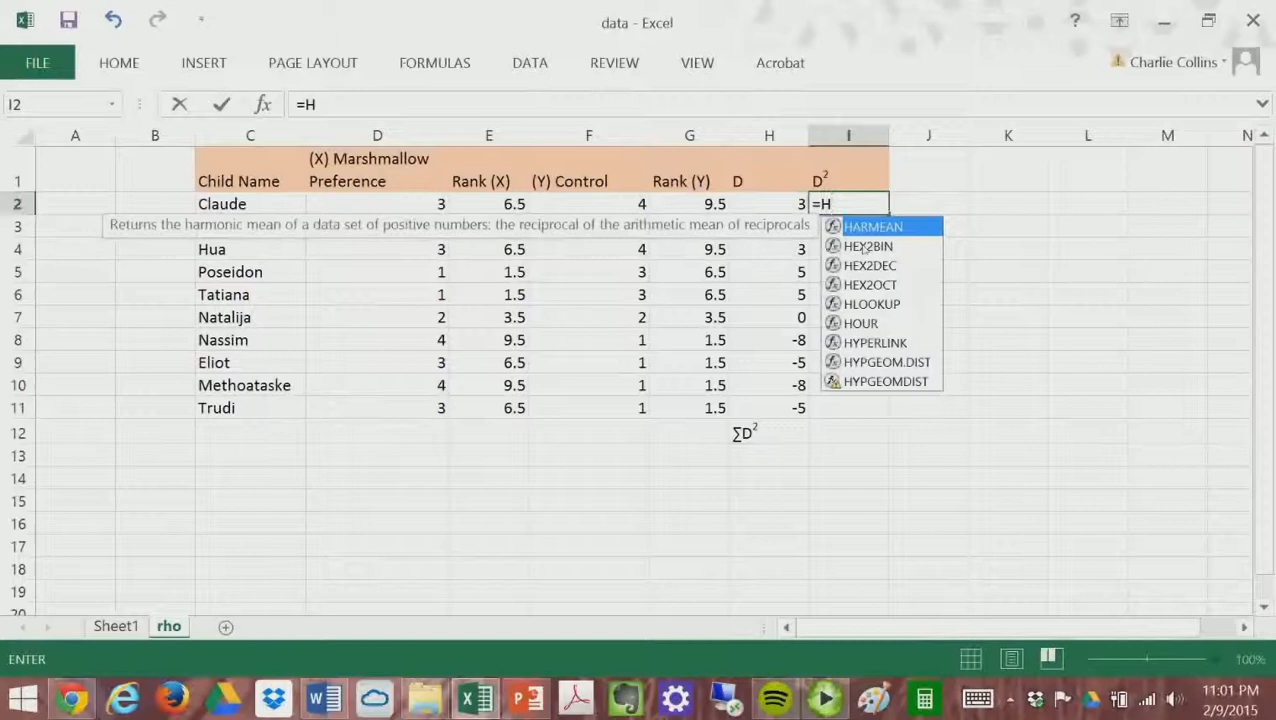 data - Excel
?
FILE HOME INSERT PAGE LAYOUT FORMULAS DATA REVIEW VIEW Acrobat Charlie Collins
I2 fx =H
A B C D E F G H I J K L M N
1 Child Name (X) Marshmallow Preference Rank (X) (Y) Control Rank (Y) D D²
2 Claude 3 6.5 4 9.5 3 =H
3 Returns the harmonic mean of a data set of positive numbers: the reciprocal of the arithmetic mean of reciprocals HARMEAN
4 Hua 3 6.5 4 9.5 3 HEX2BIN
5 Poseidon 1 1.5 3 6.5 5 HEX2DEC
HEX2OCT
6 Tatiana 1 1.5 3 6.5 5 HLOOKUP
7 Natalija 2 3.5 2 3.5 0 HOUR
8 Nassim 4 9.5 1 1.5 -8 HYPERLINK
9 Eliot 3 6.5 1 1.5 -5 HYPGEOM.DIST
10 Methoataske 4 9.5 1 1.5 -8 HYPGEOMDIST
11 Trudi 3 6.5 1 1.5 -5
12 ∑D²
13
14
15
16
17
18
19
20
Sheet1 rho
ENTER 100%
11:01 PM
2/9/2015